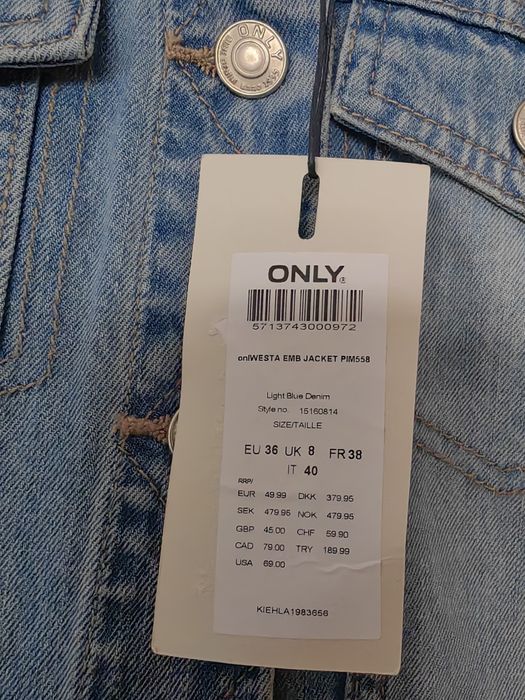 ONLY
ONLY®
5713743000972
onlWESTA EMB JACKET PIM558
Light Blue Denim
Style no. 15160814
SIZE/TAILLE
EU 36 UK 8 FR 38
IT 40
RRP/
EUR 49.99 DKK 379.95
SEK 479.95 NOK 479.95
GBP 45.00 CHF 59.90
CAD 79.00 TRY 189.99
USA 69.00
KIEHLA1983656